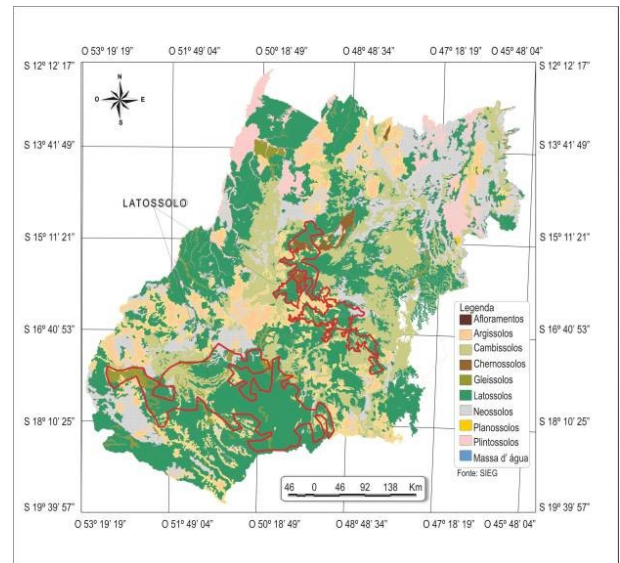 O 53º 19' 19" O 51º 49' 04" O 50º 18' 49" O 48º 48' 34" O 47º 18' 19" O 45º 48' 04"
S 12º 12' 17" S 12º 12' 17"
N
O E
S
S 13º 41' 49" S 13º 41' 49"
LATOSSOLO
S 15º 11' 21" S 15º 11' 21"
Legenda
Afloramentos
Argissolos
Cambissolos
Chernossolos
Gleissolos
Latossolos
Neossolos
Planossolos
Plintossolos
Massa d' água
Fonte: SIEG
S 16º 40' 53" S 16º 40' 53"
S 18º 10' 25" S 18º 10' 25"
46 0 46 92 138 Km
S 19º 39' 57" S 19º 39' 57"
O 53º 19' 19" O 51º 49' 04" O 50º 18' 49" O 48º 48' 34" O 47º 18' 19" O 45º 48' 04"